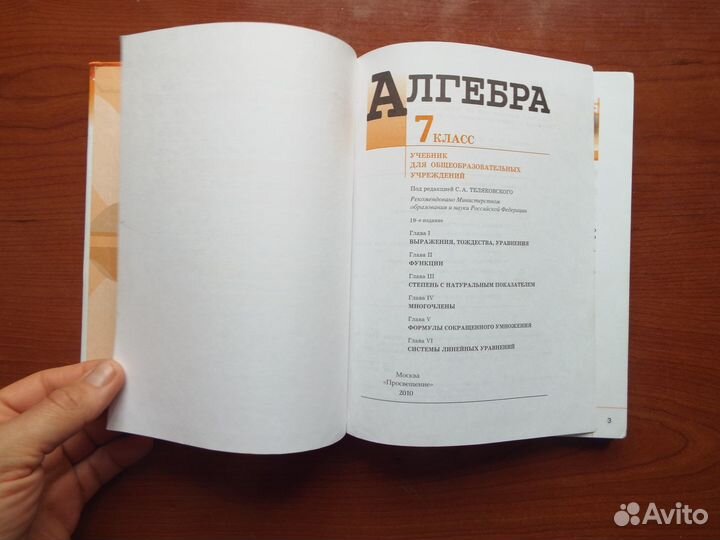 АЛГЕБРА
7 КЛАСС
УЧЕБНИК
ДЛЯ ОБЩЕОБРАЗОВАТЕЛЬНЫХ
УЧРЕЖДЕНИЙ
Под редакцией С. А. ТЕЛЯКОВСКОГО
Рекомендовано Министерством
образования и науки Российской Федерации
19-е издание
Глава I
ВЫРАЖЕНИЯ, ТОЖДЕСТВА, УРАВНЕНИЯ
Глава II
ФУНКЦИИ
Глава III
СТЕПЕНЬ С НАТУРАЛЬНЫМ ПОКАЗАТЕЛЕМ
Глава IV
МНОГОЧЛЕНЫ
Глава V
ФОРМУЛЫ СОКРАЩЕННОГО УМНОЖЕНИЯ
Глава VI
СИСТЕМЫ ЛИНЕЙНЫХ УРАВНЕНИЙ
Москва
«Просвещение»
2010
3
Avito